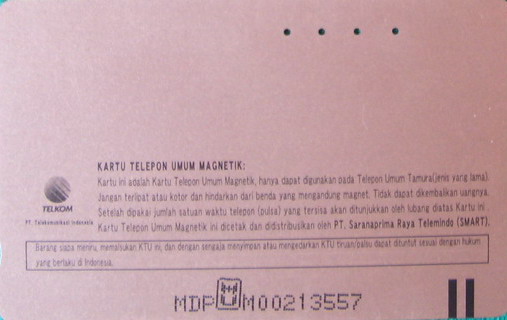 KARTU TELEPON UMUM MAGNETIK:
Kartu ini adalah Kartu Telepon Umum Magnetik, hanya dapat digunakan pada Telepon Umum Tamura(jenis yang lama).
Jangan terlipat atau kotor dan hindarkan dari benda yang mengandung magnet. Tidak dapat dikembalikan uangnya.
Setelah dipakai jumlah satuan waktu telepon (pulsa) yang tersisa akan ditunjukkan oleh lubang diatas Kartu ini.
Kartu Telepon Umum Magnetik ini dicetak dan didistribusikan oleh PT. Saranaprima Raya Telemindo (SMART).
TELKOM
PT. Telekomunikasi Indonesia
Barang siapa meniru, memalsukan KTU ini, dan dengan sengaja menyimpan atau mengedarkan KTU tiruan/palsu dapat dituntut sesuai dengan hukum
yang berlaku di Indonesia.
MDP M00213557